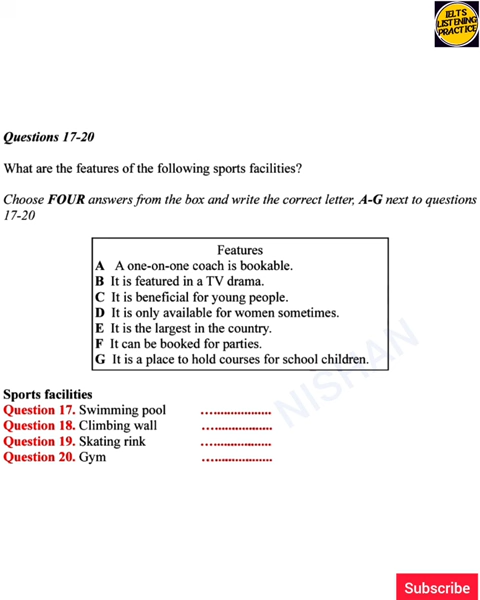 IELTS
LISTENING
PRACTICE
Questions 17-20
What are the features of the following sports facilities?
Choose FOUR answers from the box and write the correct letter, A-G next to questions
17-20
Features
A A one-on-one coach is bookable.
B It is featured in a TV drama.
C It is beneficial for young people.
D It is only available for women sometimes.
E It is the largest in the country.
F It can be booked for parties.
G It is a place to hold courses for school children.
NISHAN
Sports facilities
Question 17. Swimming pool ...................
Question 18. Climbing wall ...................
Question 19. Skating rink ...................
Question 20. Gym ...................
Subscribe